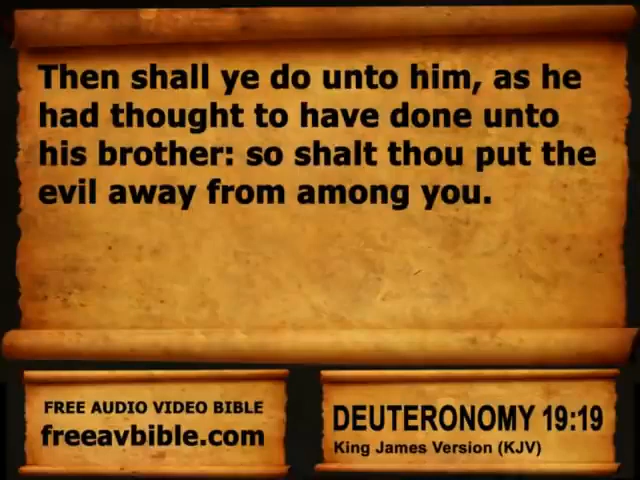 Then shall ye do unto him, as he
had thought to have done unto
his brother: so shalt thou put the
evil away from among you.
FREE AUDIO VIDEO BIBLE
freeavbible.com
DEUTERONOMY 19:19
King James Version (KJV)